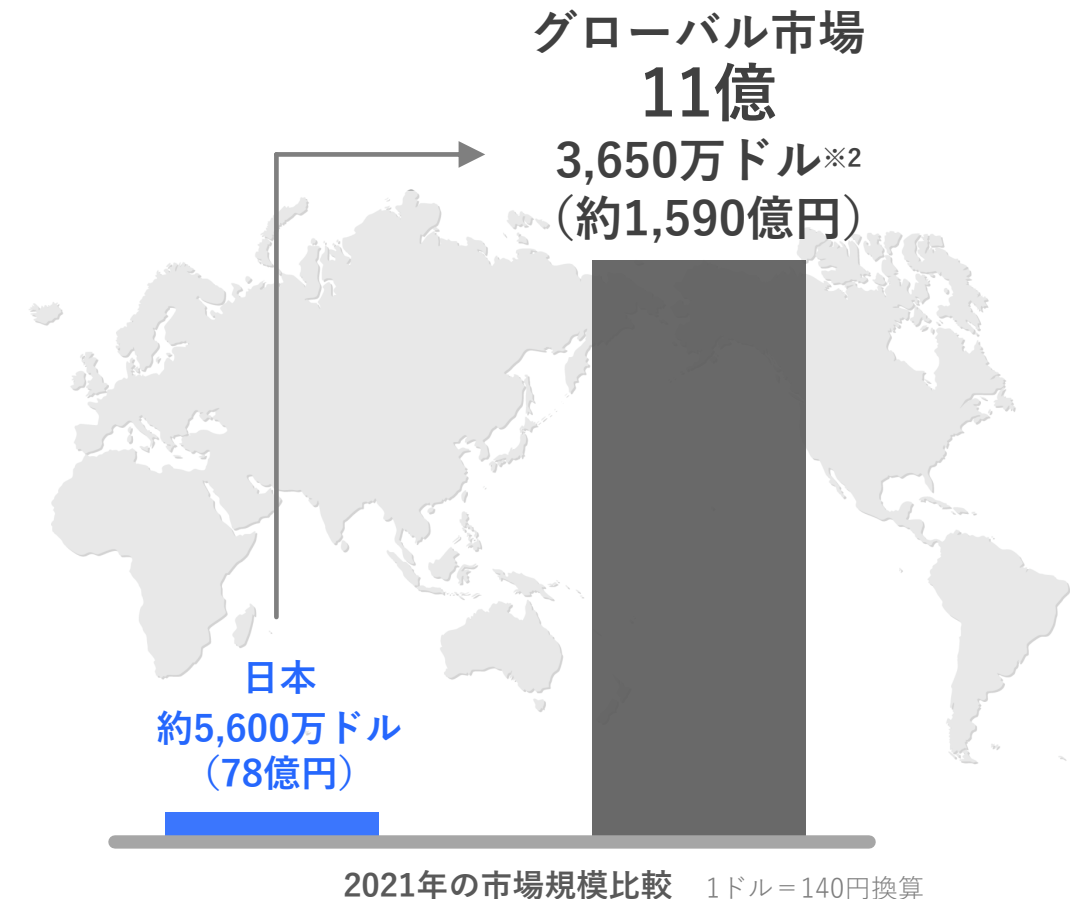 グローバル市場
11億
3,650万ドル※2
（約1,590億円）
日本
約5,600万ドル
（78億円）
2021年の市場規模比較 1ドル＝140円換算